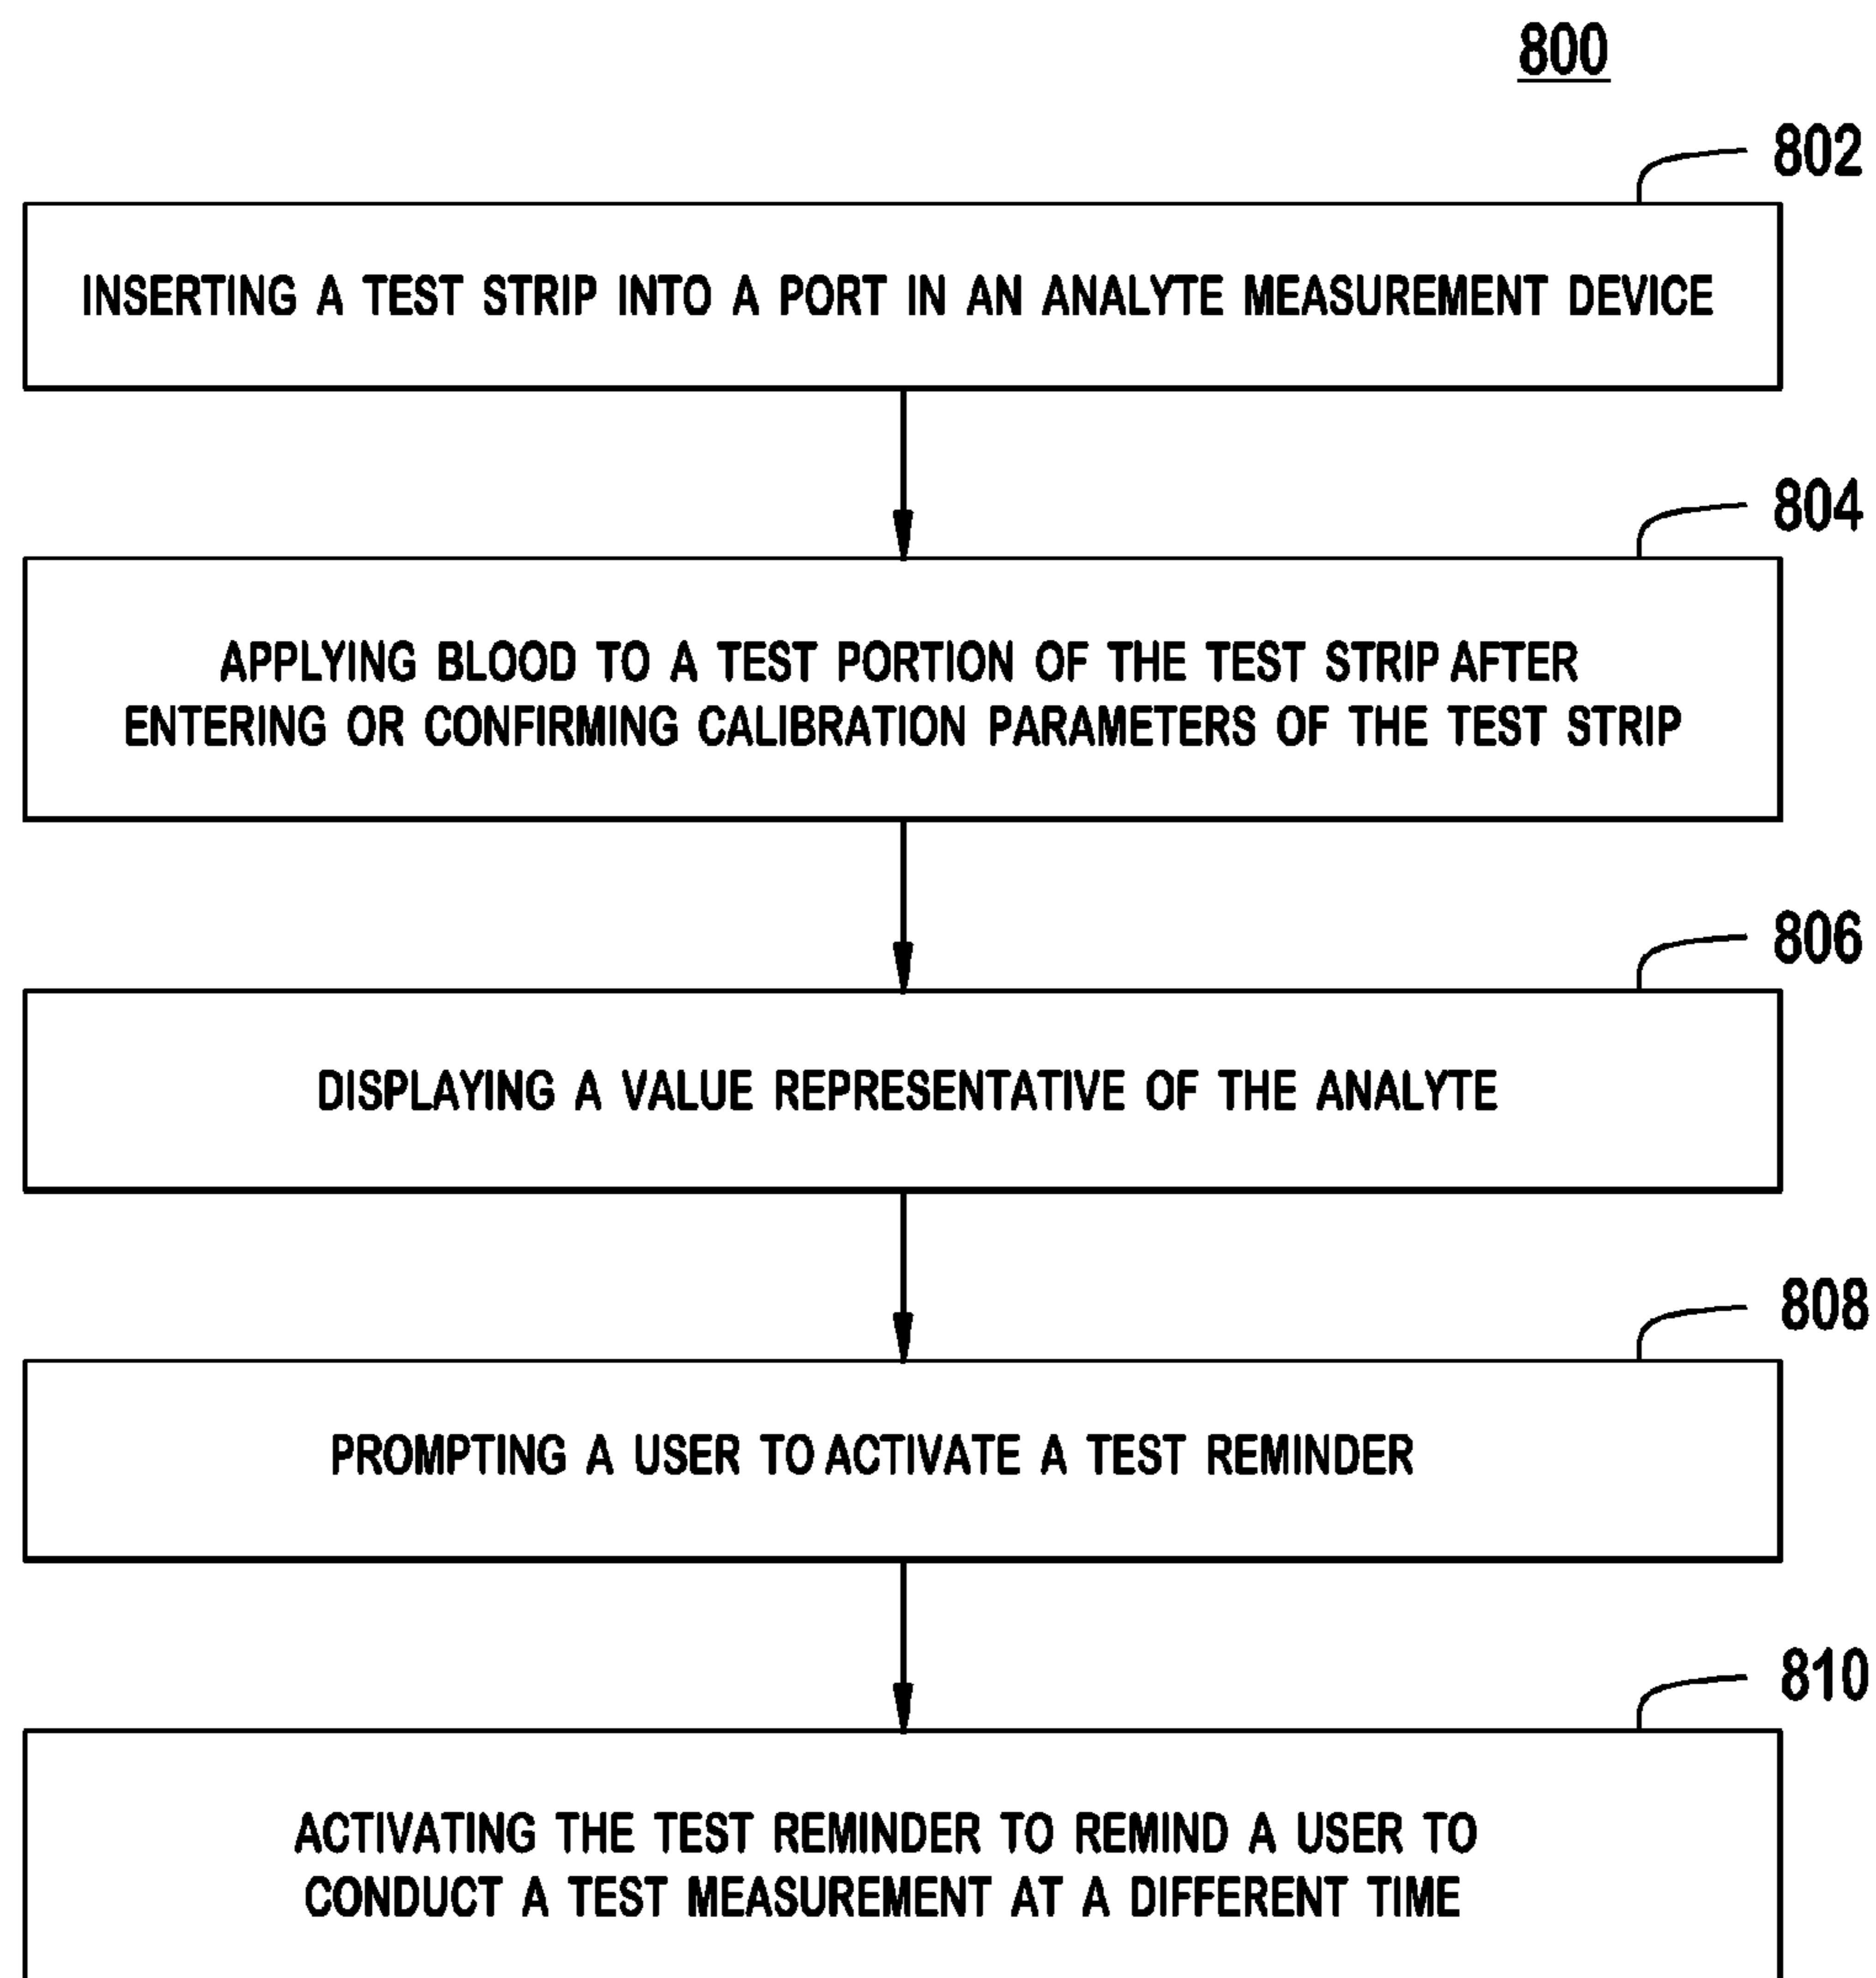 800
802
INSERTING A TEST STRIP INTO A PORT IN AN ANALYTE MEASUREMENT DEVICE
804
APPLYING BLOOD TO A TEST PORTION OF THE TEST STRIP AFTER
ENTERING OR CONFIRMING CALIBRATION PARAMETERS OF THE TEST STRIP
806
DISPLAYING A VALUE REPRESENTATIVE OF THE ANALYTE
808
PROMPTING A USER TO ACTIVATE A TEST REMINDER
810
ACTIVATING THE TEST REMINDER TO REMIND A USER TO
CONDUCT A TEST MEASUREMENT AT A DIFFERENT TIME